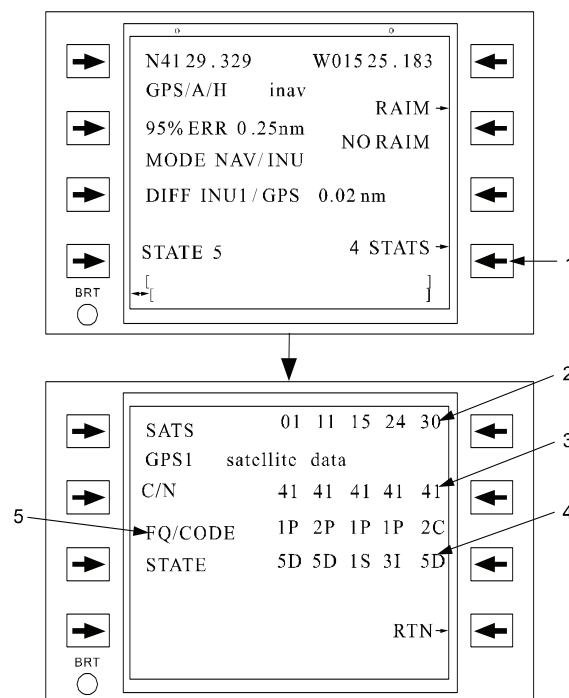 N41 29.329 W015 25.183
GPS/A/H inav
RAIM
95% ERR 0.25nm
NO RAIM
MODE NAV/INU
DIFF INU1/GPS 0.02 nm
STATE 5 4 STATS
1
[ ]
BRT
[ ]
2
SATS 01 11 15 24 30
GPS1 satellite data
3
C/N 41 41 41 41 41
4
5
FQ/CODE 1P 2P 1P 1P 2C
STATE 5D 5D 1S 3I 5D
RTN
BRT